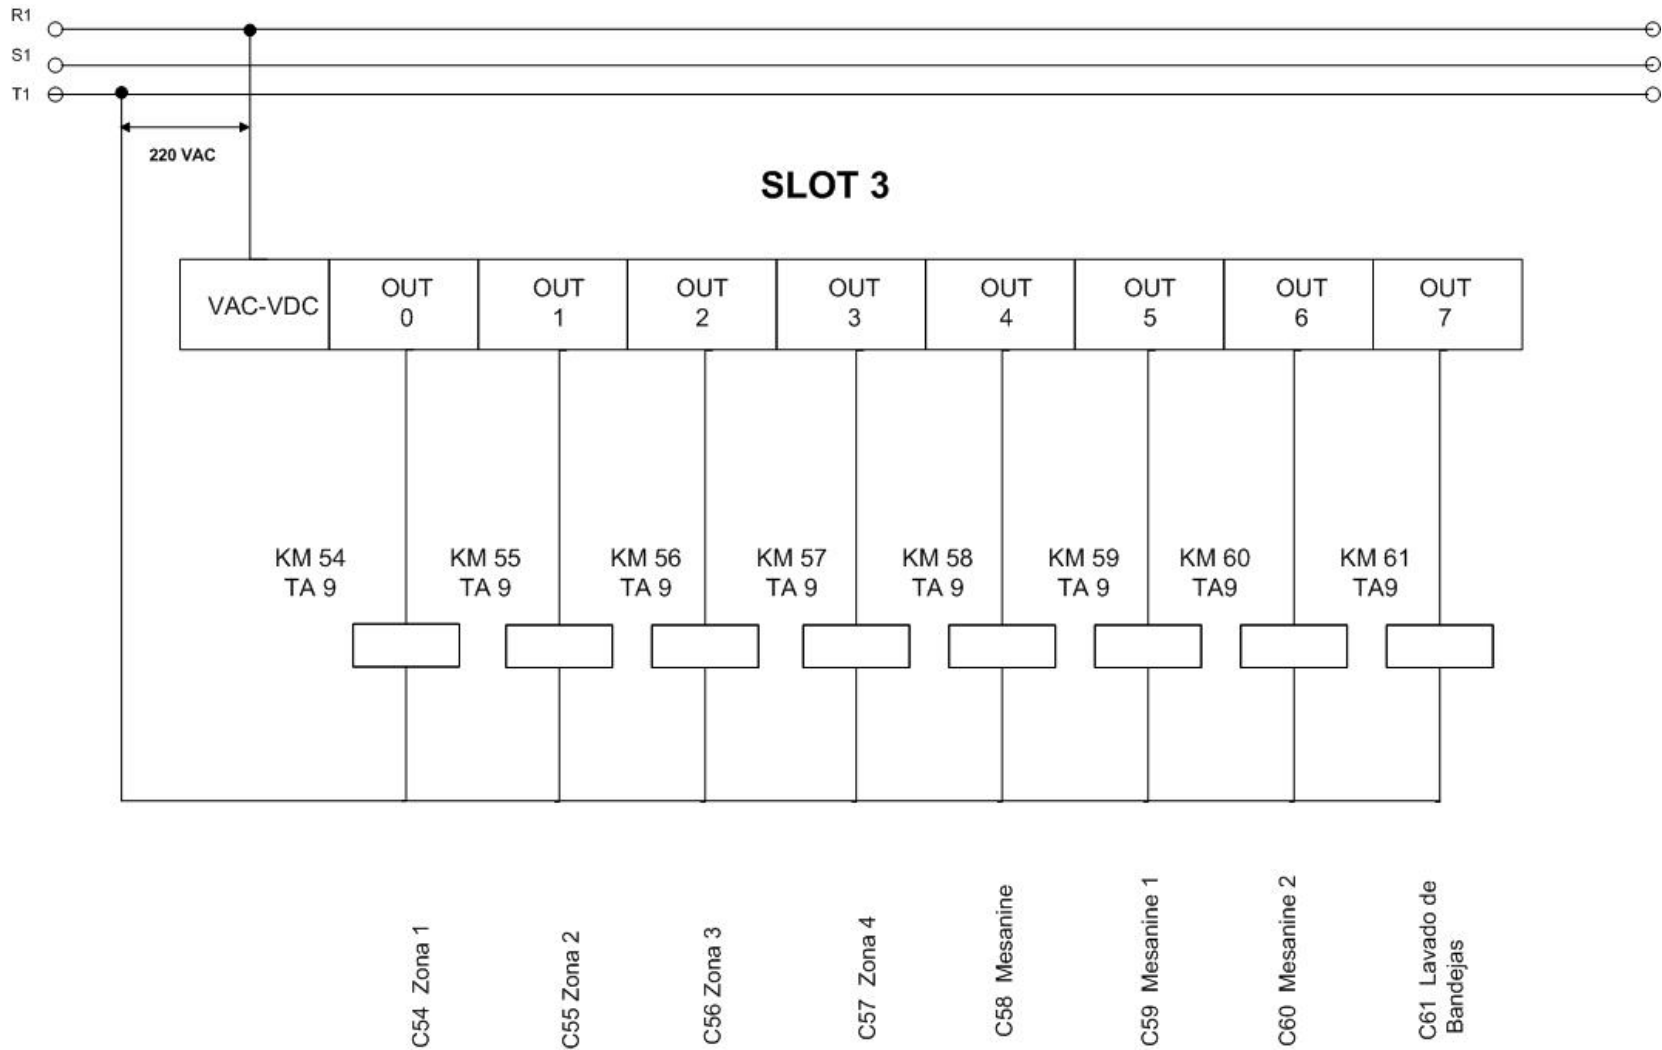 R1
S1
T1
220 VAC
SLOT 3
VAC-VDC
OUT
0
OUT
1
OUT
2
OUT
3
OUT
4
OUT
5
OUT
6
OUT
7
KM 54
TA 9
KM 55
TA 9
KM 56
TA 9
KM 57
TA 9
KM 58
TA 9
KM 59
TA 9
KM 60
TA9
KM 61
TA9
C54 Zona 1
C55 Zona 2
C56 Zona 3
C57 Zona 4
C58 Mesanine
C59 Mesanine 1
C60 Mesanine 2
C61 Lavado de
Bandejas